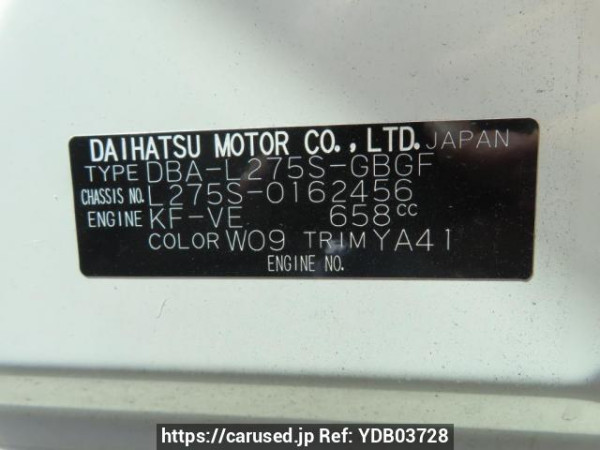 DAIHATSU MOTOR CO.,LTD. JAPAN
TYPE DBA-L275S-GBGF
CHASSIS NO. L275S-0162456
ENGINE KF-VE 658cc
COLOR W09 TRIM YA41
ENGINE NO.
https://carused.jp Ref: YDB03728